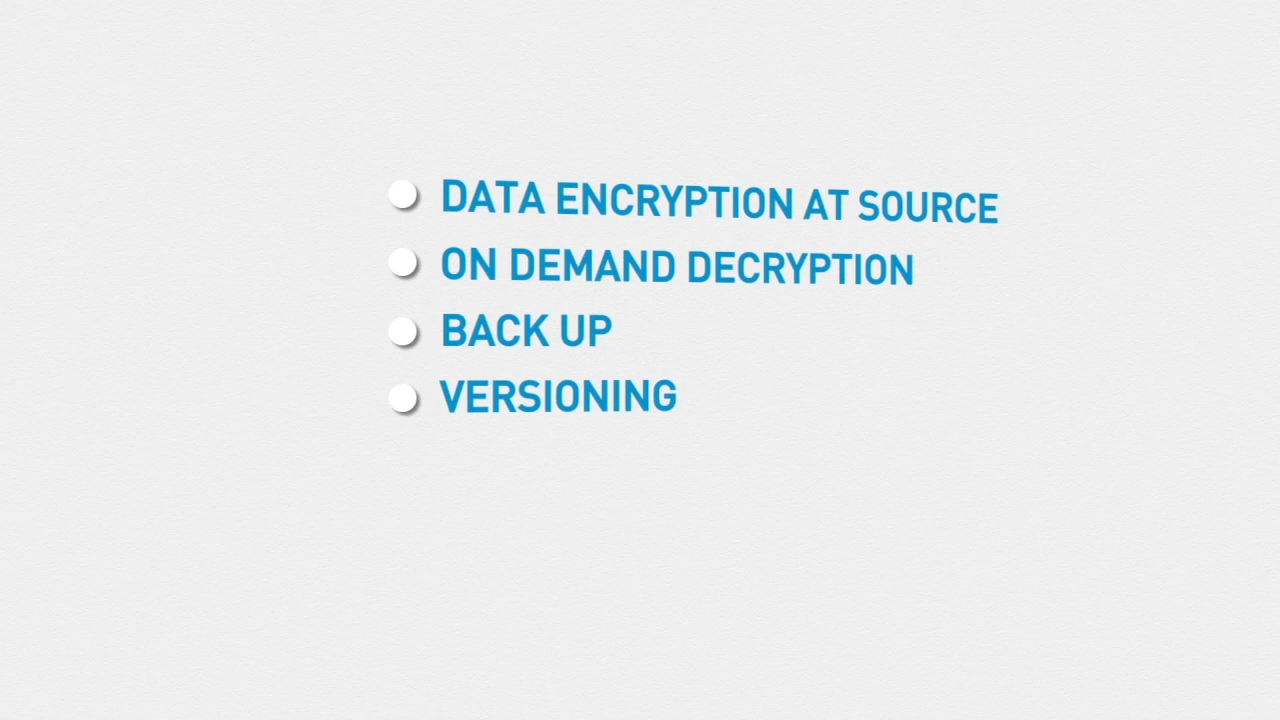 DATA ENCRYPTION AT SOURCE
ON DEMAND DECRYPTION
BACK UP
VERSIONING